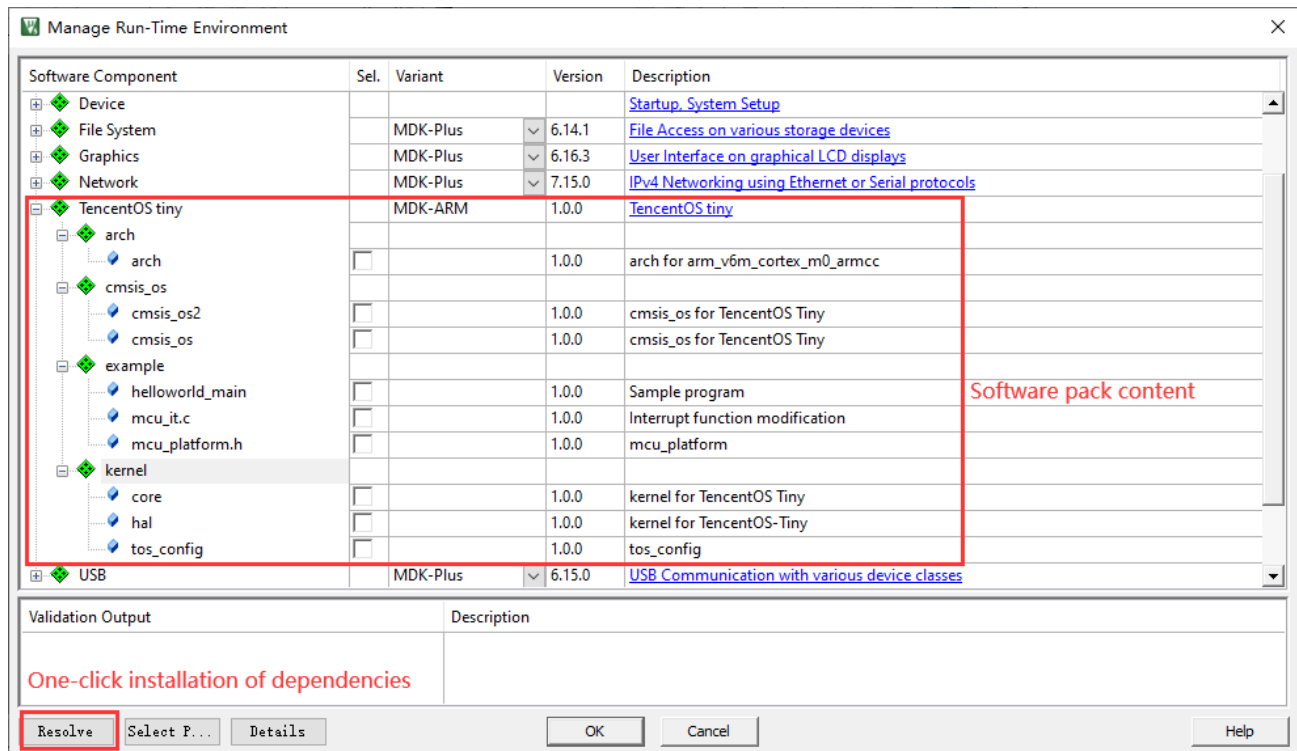 Manage Run-Time Environment
Software Component Sel. Variant Version Description
Device Startup, System Setup
File System MDK-Plus 6.14.1 File Access on various storage devices
Graphics MDK-Plus 6.16.3 User Interface on graphical LCD displays
Network MDK-Plus 7.15.0 IPv4 Networking using Ethernet or Serial protocols
TencentOS tiny MDK-ARM 1.0.0 TencentOS tiny
arch
arch 1.0.0 arch for arm_v6m_cortex_m0_armcc
cmsis_os
cmsis_os2 1.0.0 cmsis_os for TencentOS Tiny
cmsis_os 1.0.0 cmsis_os for TencentOS Tiny
example
helloworld_main 1.0.0 Sample program Software pack content
mcu_it.c 1.0.0 Interrupt function modification
mcu_platform.h 1.0.0 mcu_platform
kernel
core 1.0.0 kernel for TencentOS Tiny
hal 1.0.0 kernel for TencentOS-Tiny
tos_config 1.0.0 tos_config
USB MDK-Plus 6.15.0 USB Communication with various device classes
Validation Output Description
One-click installation of dependencies
Resolve Select P... Details OK Cancel Help